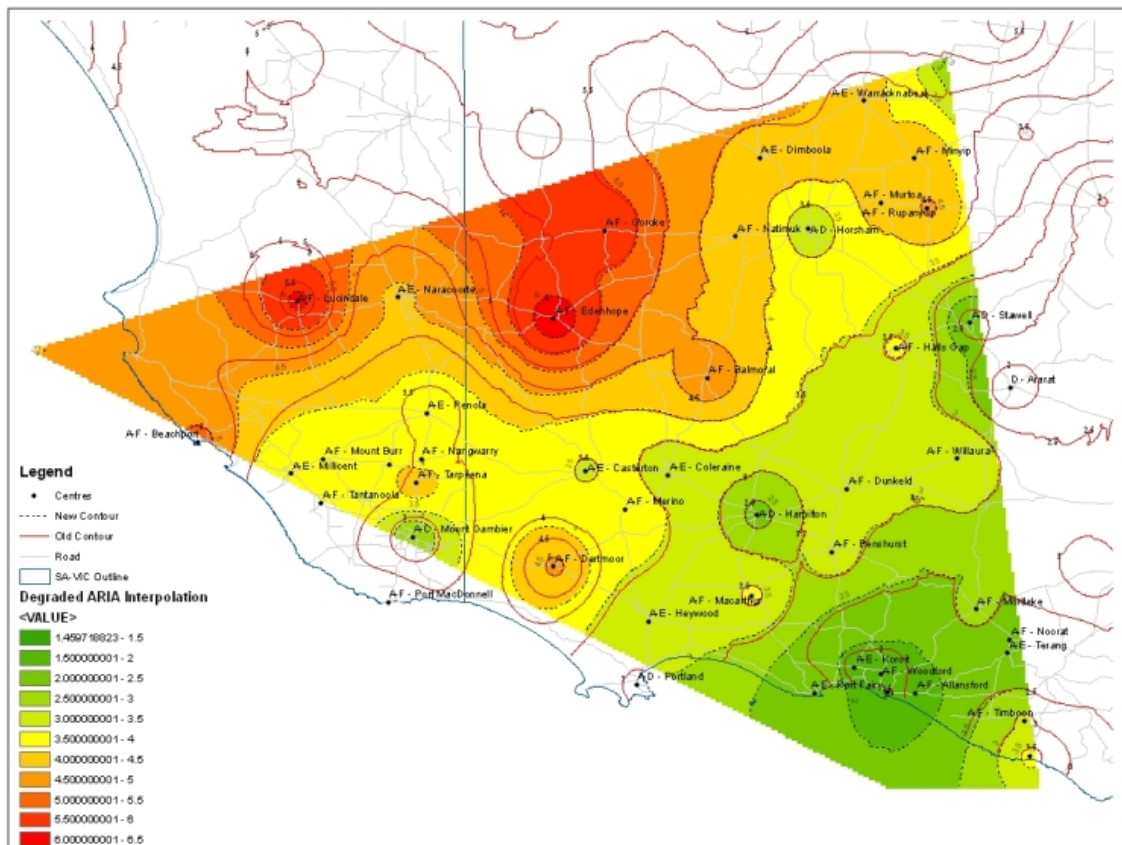 A-E - Warracknabeal
A-E - Dimboola
A-F - Minyip
A-F - Murtoa
A-F - Rupanyup
A-F - Goroke
A-F - Natimuk
A-D - Horsham
A-E - Naracoorte
A-F - Lucindale
A-F - Edenhope
A-D - Stawell
A-F - Halls Gap
A-F - Balmoral
D - Ararat
A-E - Penola
A-F - Beachport
A-F - Mount Burr
A-F - Nangwarry
A-F - Willaura
A-E - Millicent
A-F - Tarpeena
A-E - Casterton
A-E - Coleraine
A-F - Dunkeld
A-F - Tantanoola
A-F - Merino
A-D - Hamilton
A-D - Mount Gambier
A-F - Penshurst
A-F - Dartmoor
A-F - Port MacDonnell
A-F - Macarthur
A-F - Mortlake
A-E - Heywood
A-F - Noorat
A-E - Terang
A-E - Koroit
A-F - Woodford
A-D - Portland
A-E - Port Fairy
A-F - Allansford
A-F - Timboon
Legend
Centres
New Contour
Old Contour
Road
SA-VIC Outline
Degraded ARIA Interpolation
<VALUE>
1.459718823 - 1.5
1.500000001 - 2
2.000000001 - 2.5
2.500000001 - 3
3.000000001 - 3.5
3.500000001 - 4
4.000000001 - 4.5
4.500000001 - 5
5.000000001 - 5.5
5.500000001 - 6
6.000000001 - 6.5